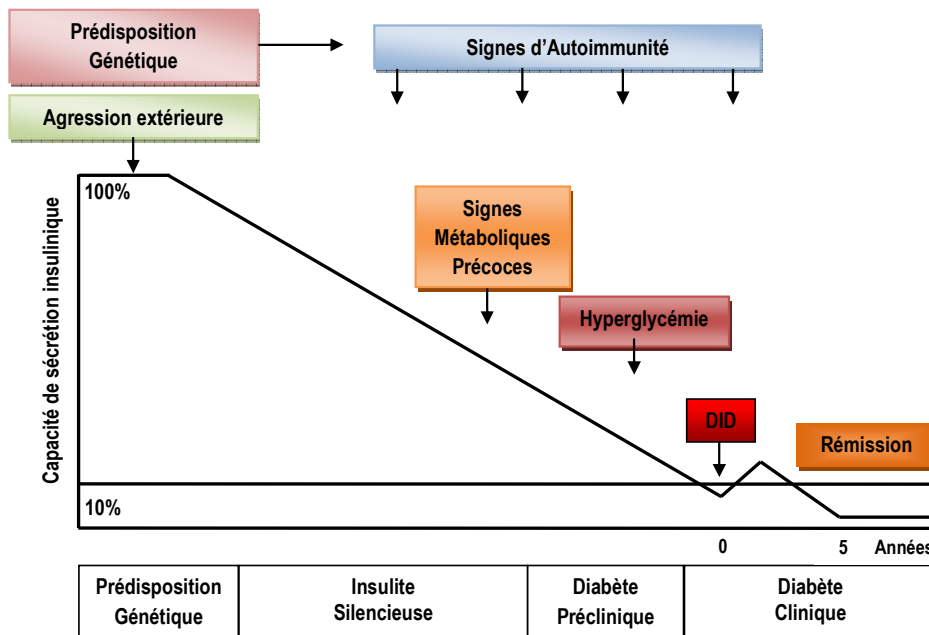 Prédisposition
Génétique
Signes d'Autoimmunité
Agression extérieure
Capacité de sécrétion insulinique
100%
Signes
Métaboliques
Précoces
Hyperglycémie
DID
Rémission
10%
0 5 Années
Prédisposition
Génétique
Insulite
Silencieuse
Diabète
Préclinique
Diabète
Clinique